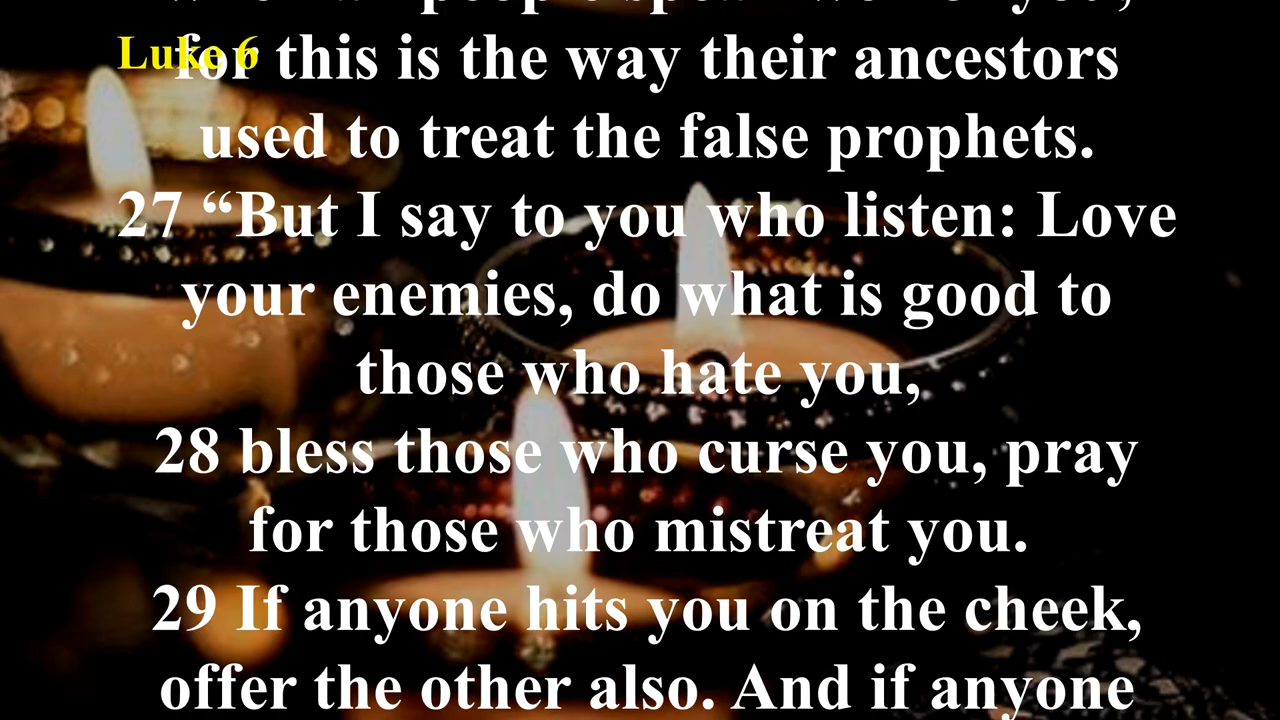 Luke 6
for this is the way their ancestors
used to treat the false prophets.
27 “But I say to you who listen: Love
your enemies, do what is good to
those who hate you,
28 bless those who curse you, pray
for those who mistreat you.
29 If anyone hits you on the cheek,
offer the other also. And if anyone